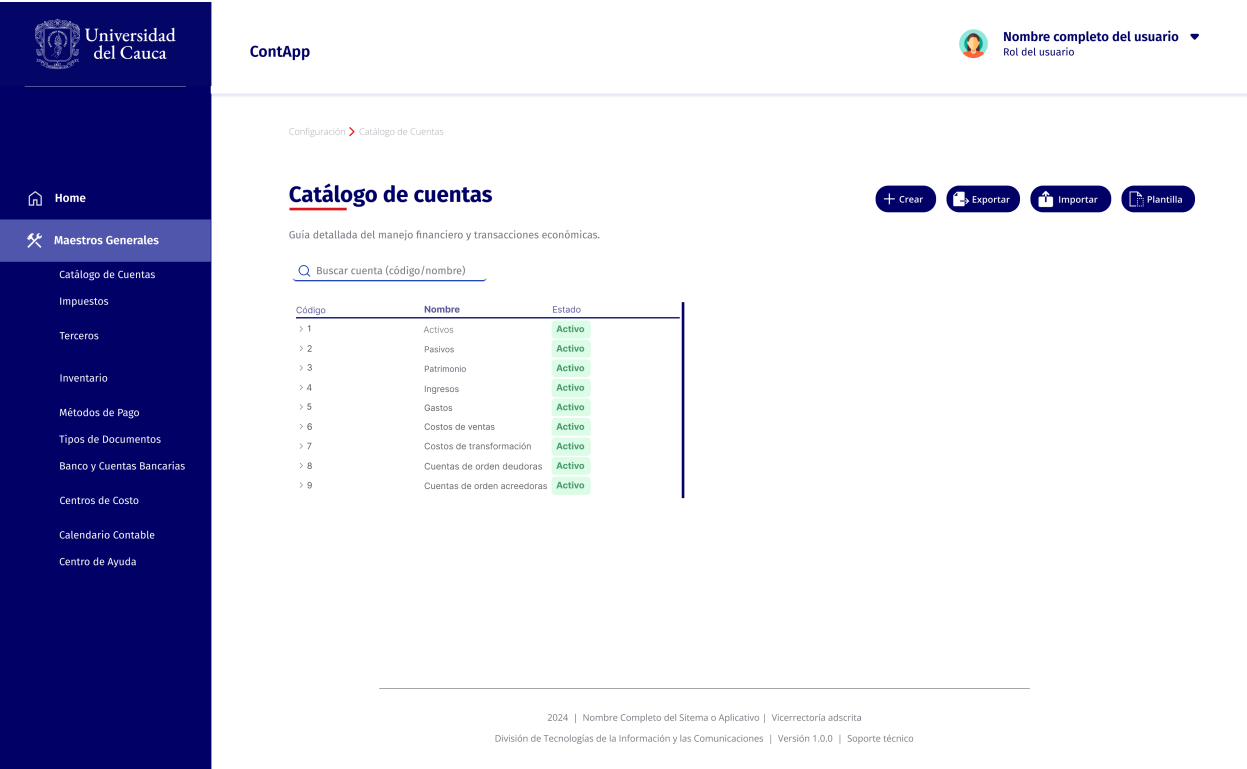 Universidad
del Cauca
ContApp
Nombre completo del usuario
Rol del usuario
Configuración > Catálogo de Cuentas
Home
Maestros Generales
Catálogo de Cuentas
Impuestos
Terceros
Inventario
Métodos de Pago
Tipos de Documentos
Banco y Cuentas Bancarias
Centros de Costo
Calendario Contable
Centro de Ayuda
Catálogo de cuentas
+ Crear
Exportar
Importar
Plantilla
Guía detallada del manejo financiero y transacciones económicas.
Buscar cuenta (código/nombre)
Código Nombre Estado
> 1 Activos Activo
> 2 Pasivos Activo
> 3 Patrimonio Activo
> 4 Ingresos Activo
> 5 Gastos Activo
> 6 Costos de ventas Activo
> 7 Costos de transformación Activo
> 8 Cuentas de orden deudoras Activo
> 9 Cuentas de orden acreedoras Activo
2024 | Nombre Completo del Sitema o Aplicativo | Vicerrectoría adscrita
División de Tecnologías de la Información y las Comunicaciones | Versión 1.0.0 | Soporte técnico